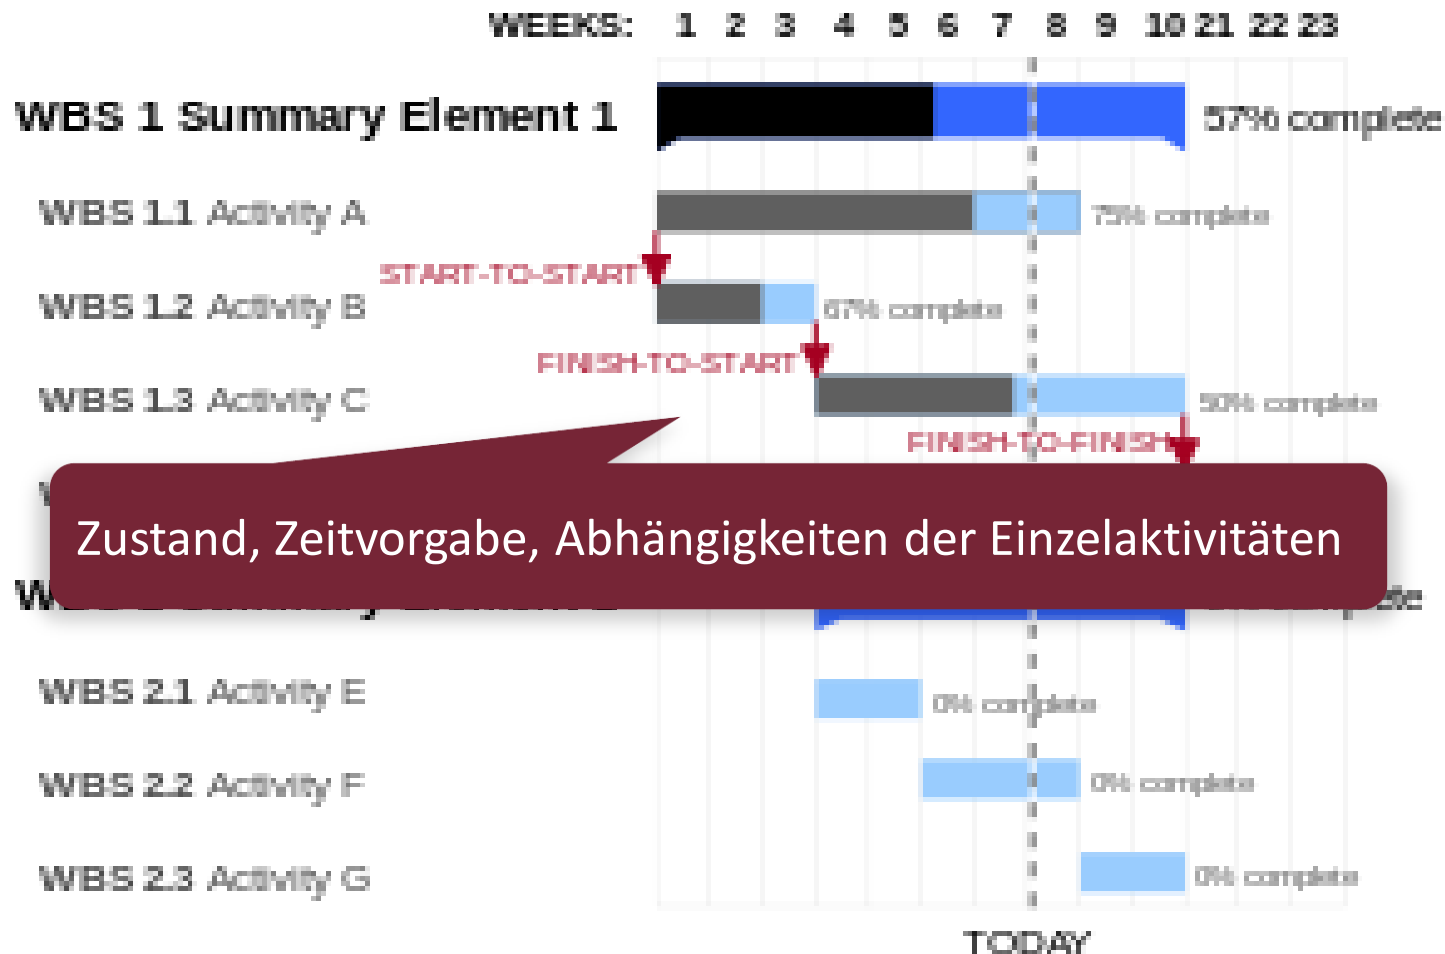 WEEKS: 1 2 3 4 5 6 7 8 9 10 21 22 23
WBS 1 Summary Element 1 57% complete
WBS 1.1 Activity A 75% complete
START-TO-START
WBS 1.2 Activity B 67% complete
FINISH-TO-START
WBS 1.3 Activity C 50% complete
FINISH-TO-FINISH
Zustand, Zeitvorgabe, Abhängigkeiten der Einzelaktivitäten
WBS 2.1 Activity E 0% complete
WBS 2.2 Activity F 0% complete
WBS 2.3 Activity G 0% complete
TODAY